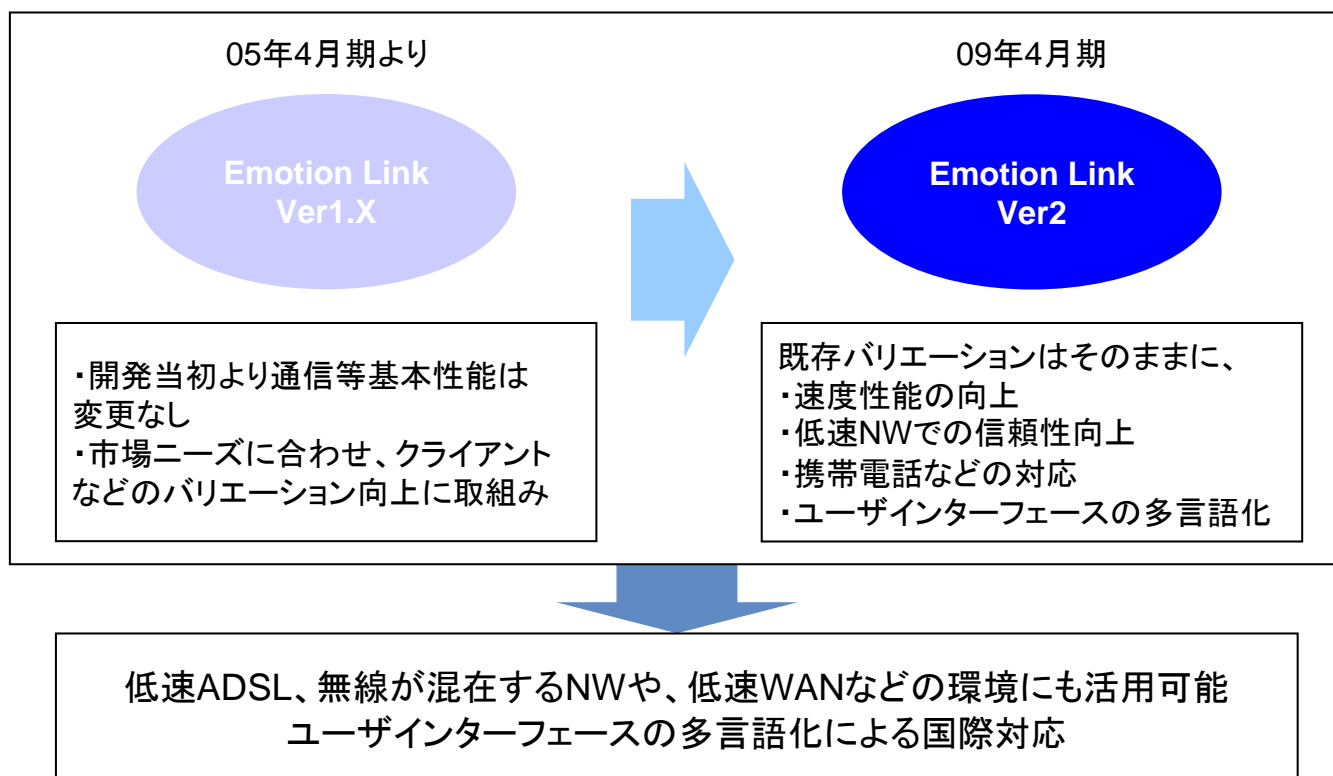 05年4月期より
09年4月期
Emotion Link
Ver1.X
Emotion Link
Ver2
・開発当初より通信等基本性能は
変更なし
・市場ニーズに合わせ、クライアント
などのバリエーション向上に取組み
既存バリエーションはそのままに、
・速度性能の向上
・低速NWでの信頼性向上
・携帯電話などの対応
・ユーザインターフェースの多言語化
低速ADSL、無線が混在するNWや、低速WANなどの環境にも活用可能
ユーザインターフェースの多言語化による国際対応